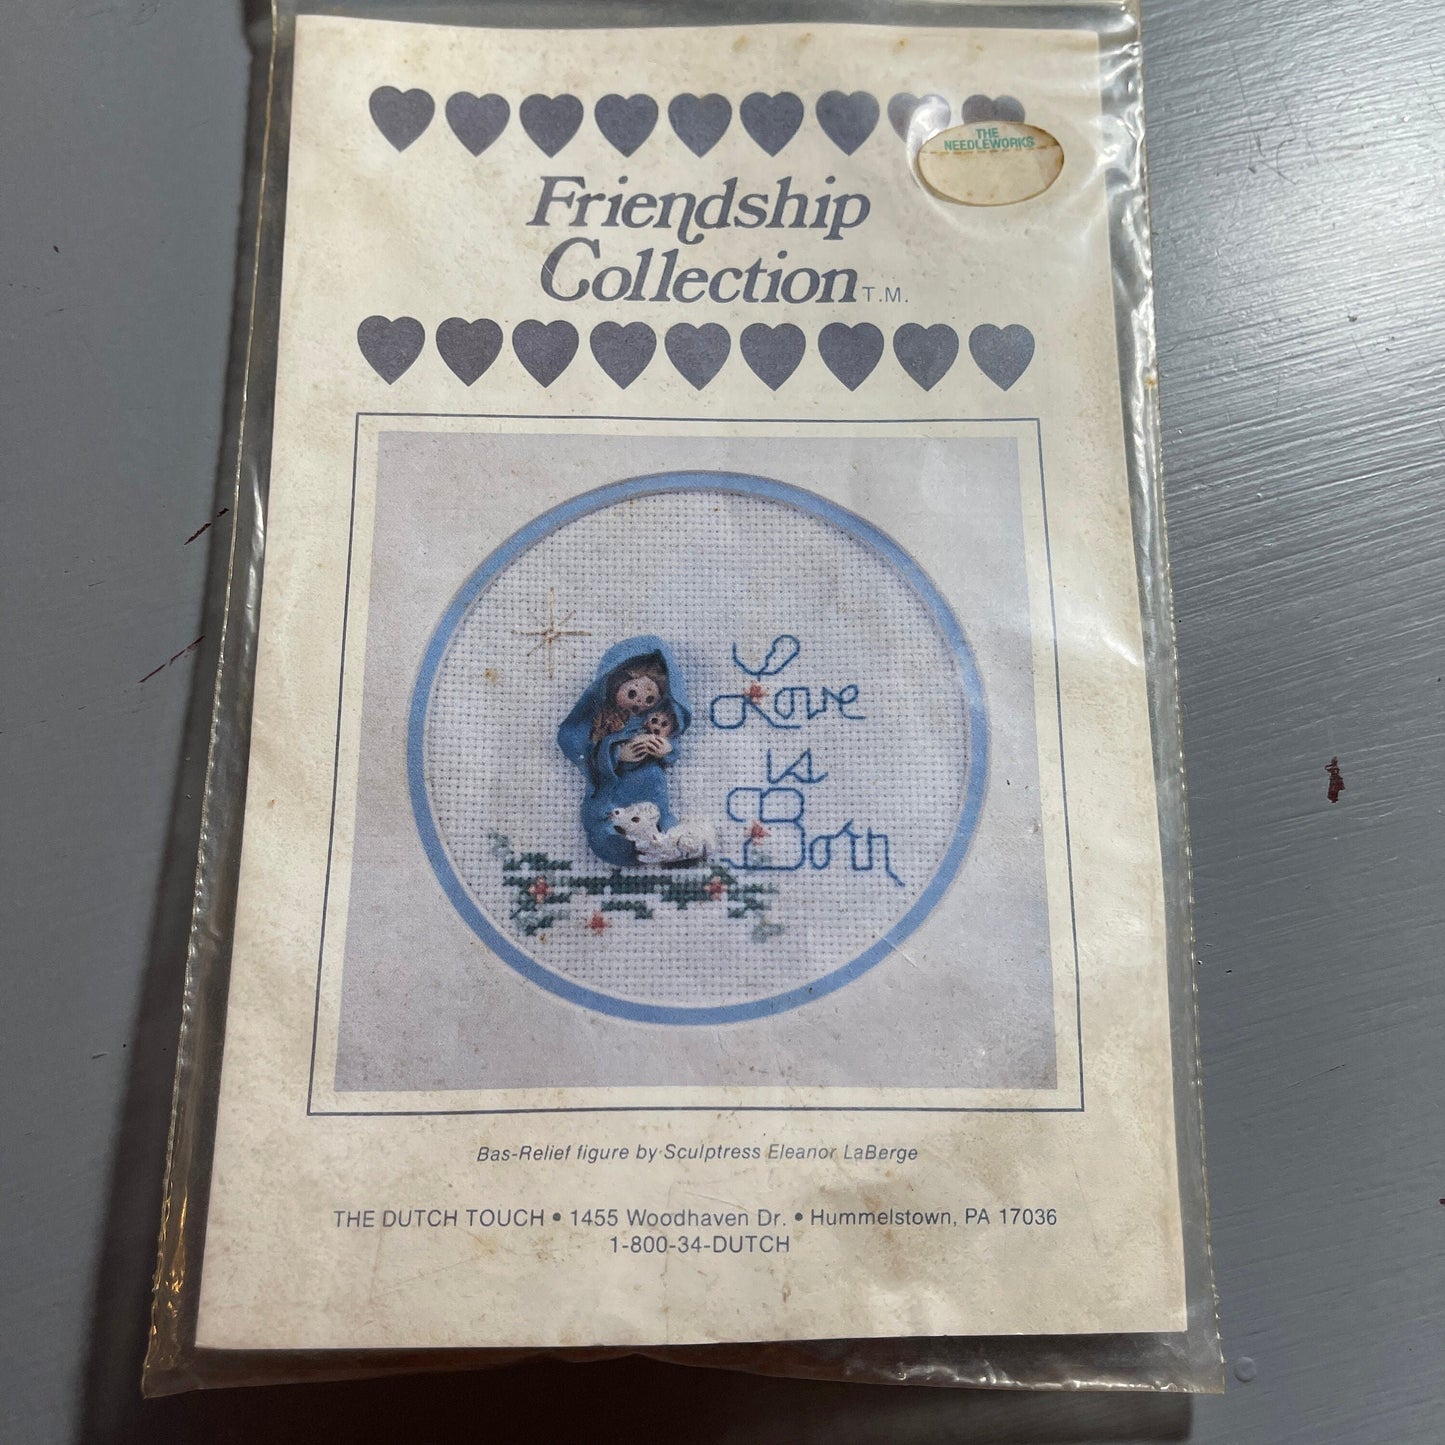 THE
NEEDLEWORKS
Friendship
Collection T.M.
Love
is
Born
Bas-Relief figure by Sculptress Eleanor LaBerge
THE DUTCH TOUCH • 1455 Woodhaven Dr. • Hummelstown, PA 17036
1-800-34-DUTCH